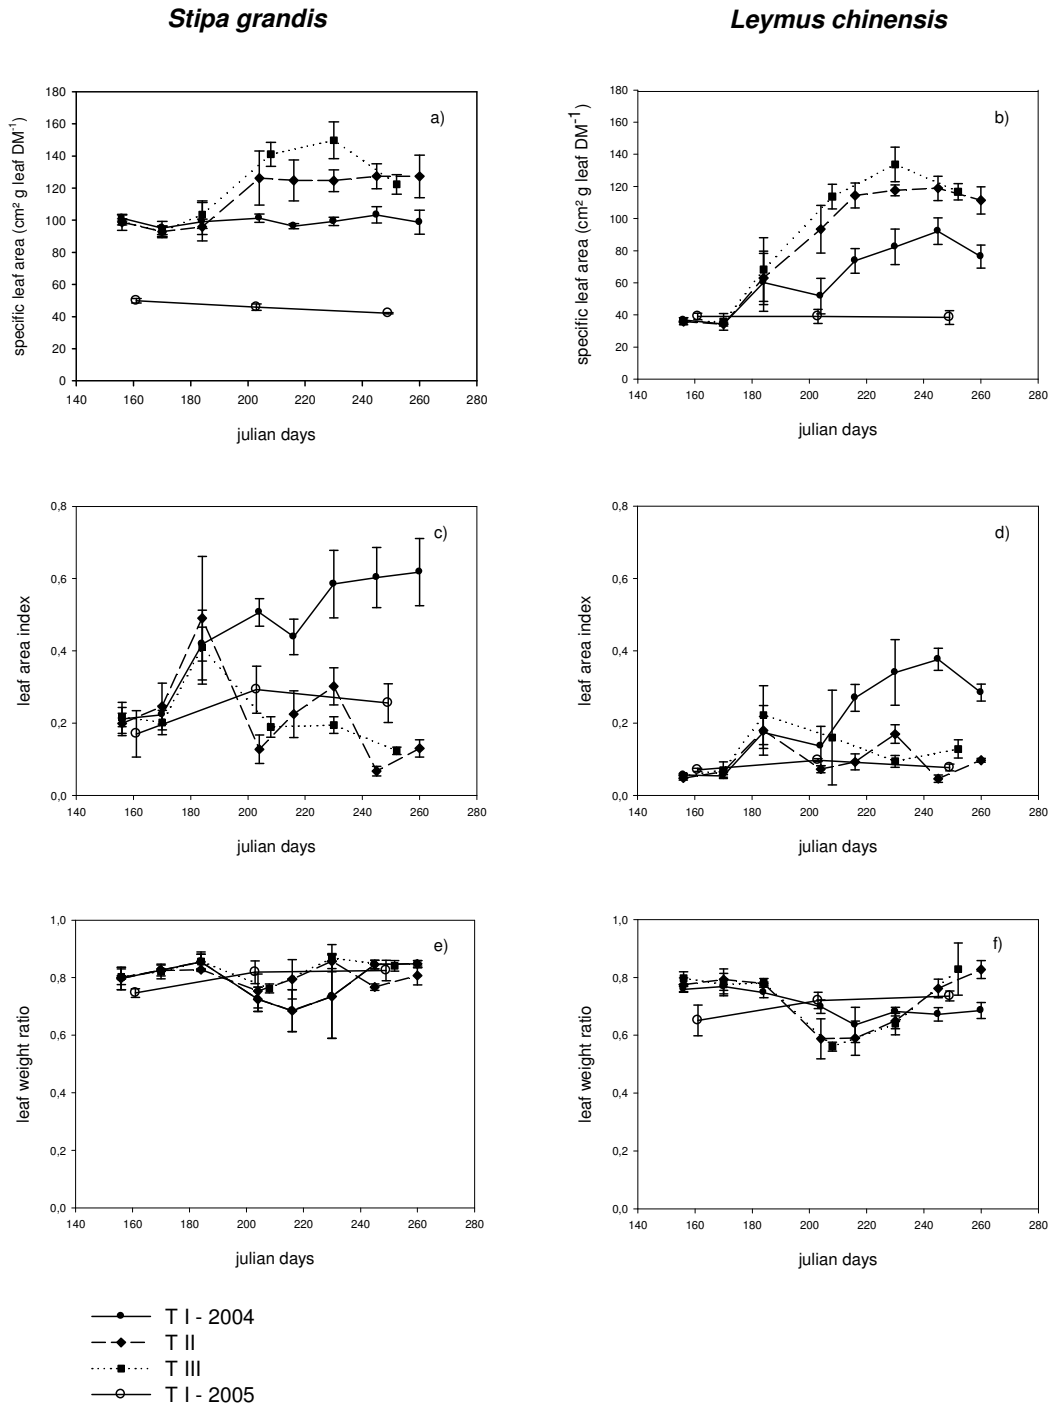 Stipa grandis
Leymus chinensis
a)
specific leaf area (cm² g leaf DM⁻¹)
180
160
140
120
100
80
60
40
20
0
140 160 180 200 220 240 260 280
julian days
b)
specific leaf area (cm² g leaf DM⁻¹)
180
160
140
120
100
80
60
40
20
0
140 160 180 200 220 240 260 280
julian days
c)
leaf area index
0,8
0,6
0,4
0,2
0,0
140 160 180 200 220 240 260 280
julian days
d)
leaf area index
0,8
0,6
0,4
0,2
0,0
140 160 180 200 220 240 260 280
julian days
e)
leaf weight ratio
1,0
0,8
0,6
0,4
0,2
0,0
140 160 180 200 220 240 260 280
julian days
f)
leaf weight ratio
1,0
0,8
0,6
0,4
0,2
0,0
140 160 180 200 220 240 260 280
julian days
T I - 2004
T II
T III
T I - 2005